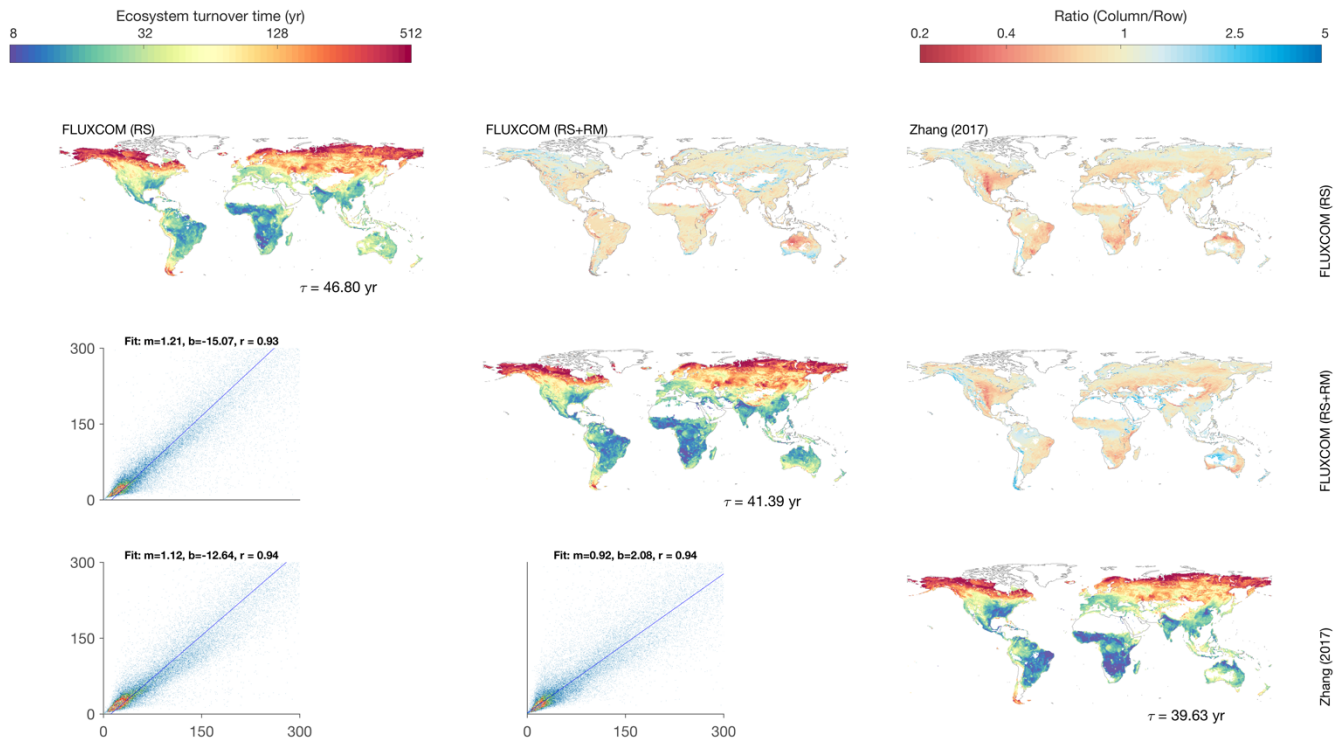 Ecosystem turnover time (yr)
8 32 128 512
Ratio (Column/Row)
0.2 0.4 1 2.5 5
FLUXCOM (RS)
FLUXCOM (RS+RM)
Zhang (2017)
FLUXCOM (RS)
τ = 46.80 yr
Fit: m=1.21, b=-15.07, r = 0.93
300
150
0
τ = 41.39 yr
FLUXCOM (RS+RM)
Fit: m=1.12, b=-12.64, r = 0.94
300
150
0
0 150 300
Fit: m=0.92, b=2.08, r = 0.94
0 150 300
τ = 39.63 yr
Zhang (2017)